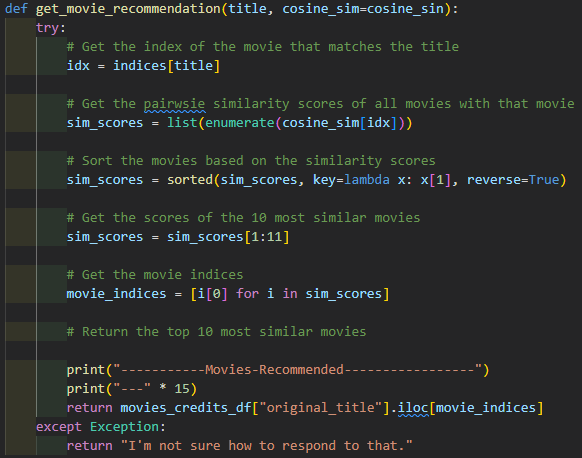 def get_movie_recommendation(title, cosine_sim=cosine_sin):
    try:
        # Get the index of the movie that matches the title
        idx = indices[title]

        # Get the pairwsie similarity scores of all movies with that movie
        sim_scores = list(enumerate(cosine_sim[idx]))

        # Sort the movies based on the similarity scores
        sim_scores = sorted(sim_scores, key=lambda x: x[1], reverse=True)

        # Get the scores of the 10 most similar movies
        sim_scores = sim_scores[1:11]

        # Get the movie indices
        movie_indices = [i[0] for i in sim_scores]

        # Return the top 10 most similar movies

        print("-----------Movies-Recommended-----------------")
        print("---" * 15)
        return movies_credits_df["original_title"].iloc[movie_indices]
    except Exception:
        return "I'm not sure how to respond to that."